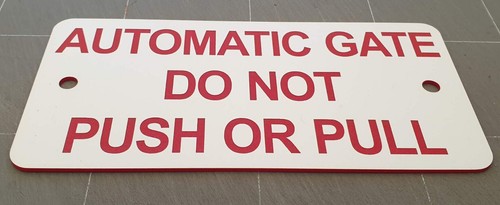 AUTOMATIC GATE
DO NOT
PUSH OR PULL